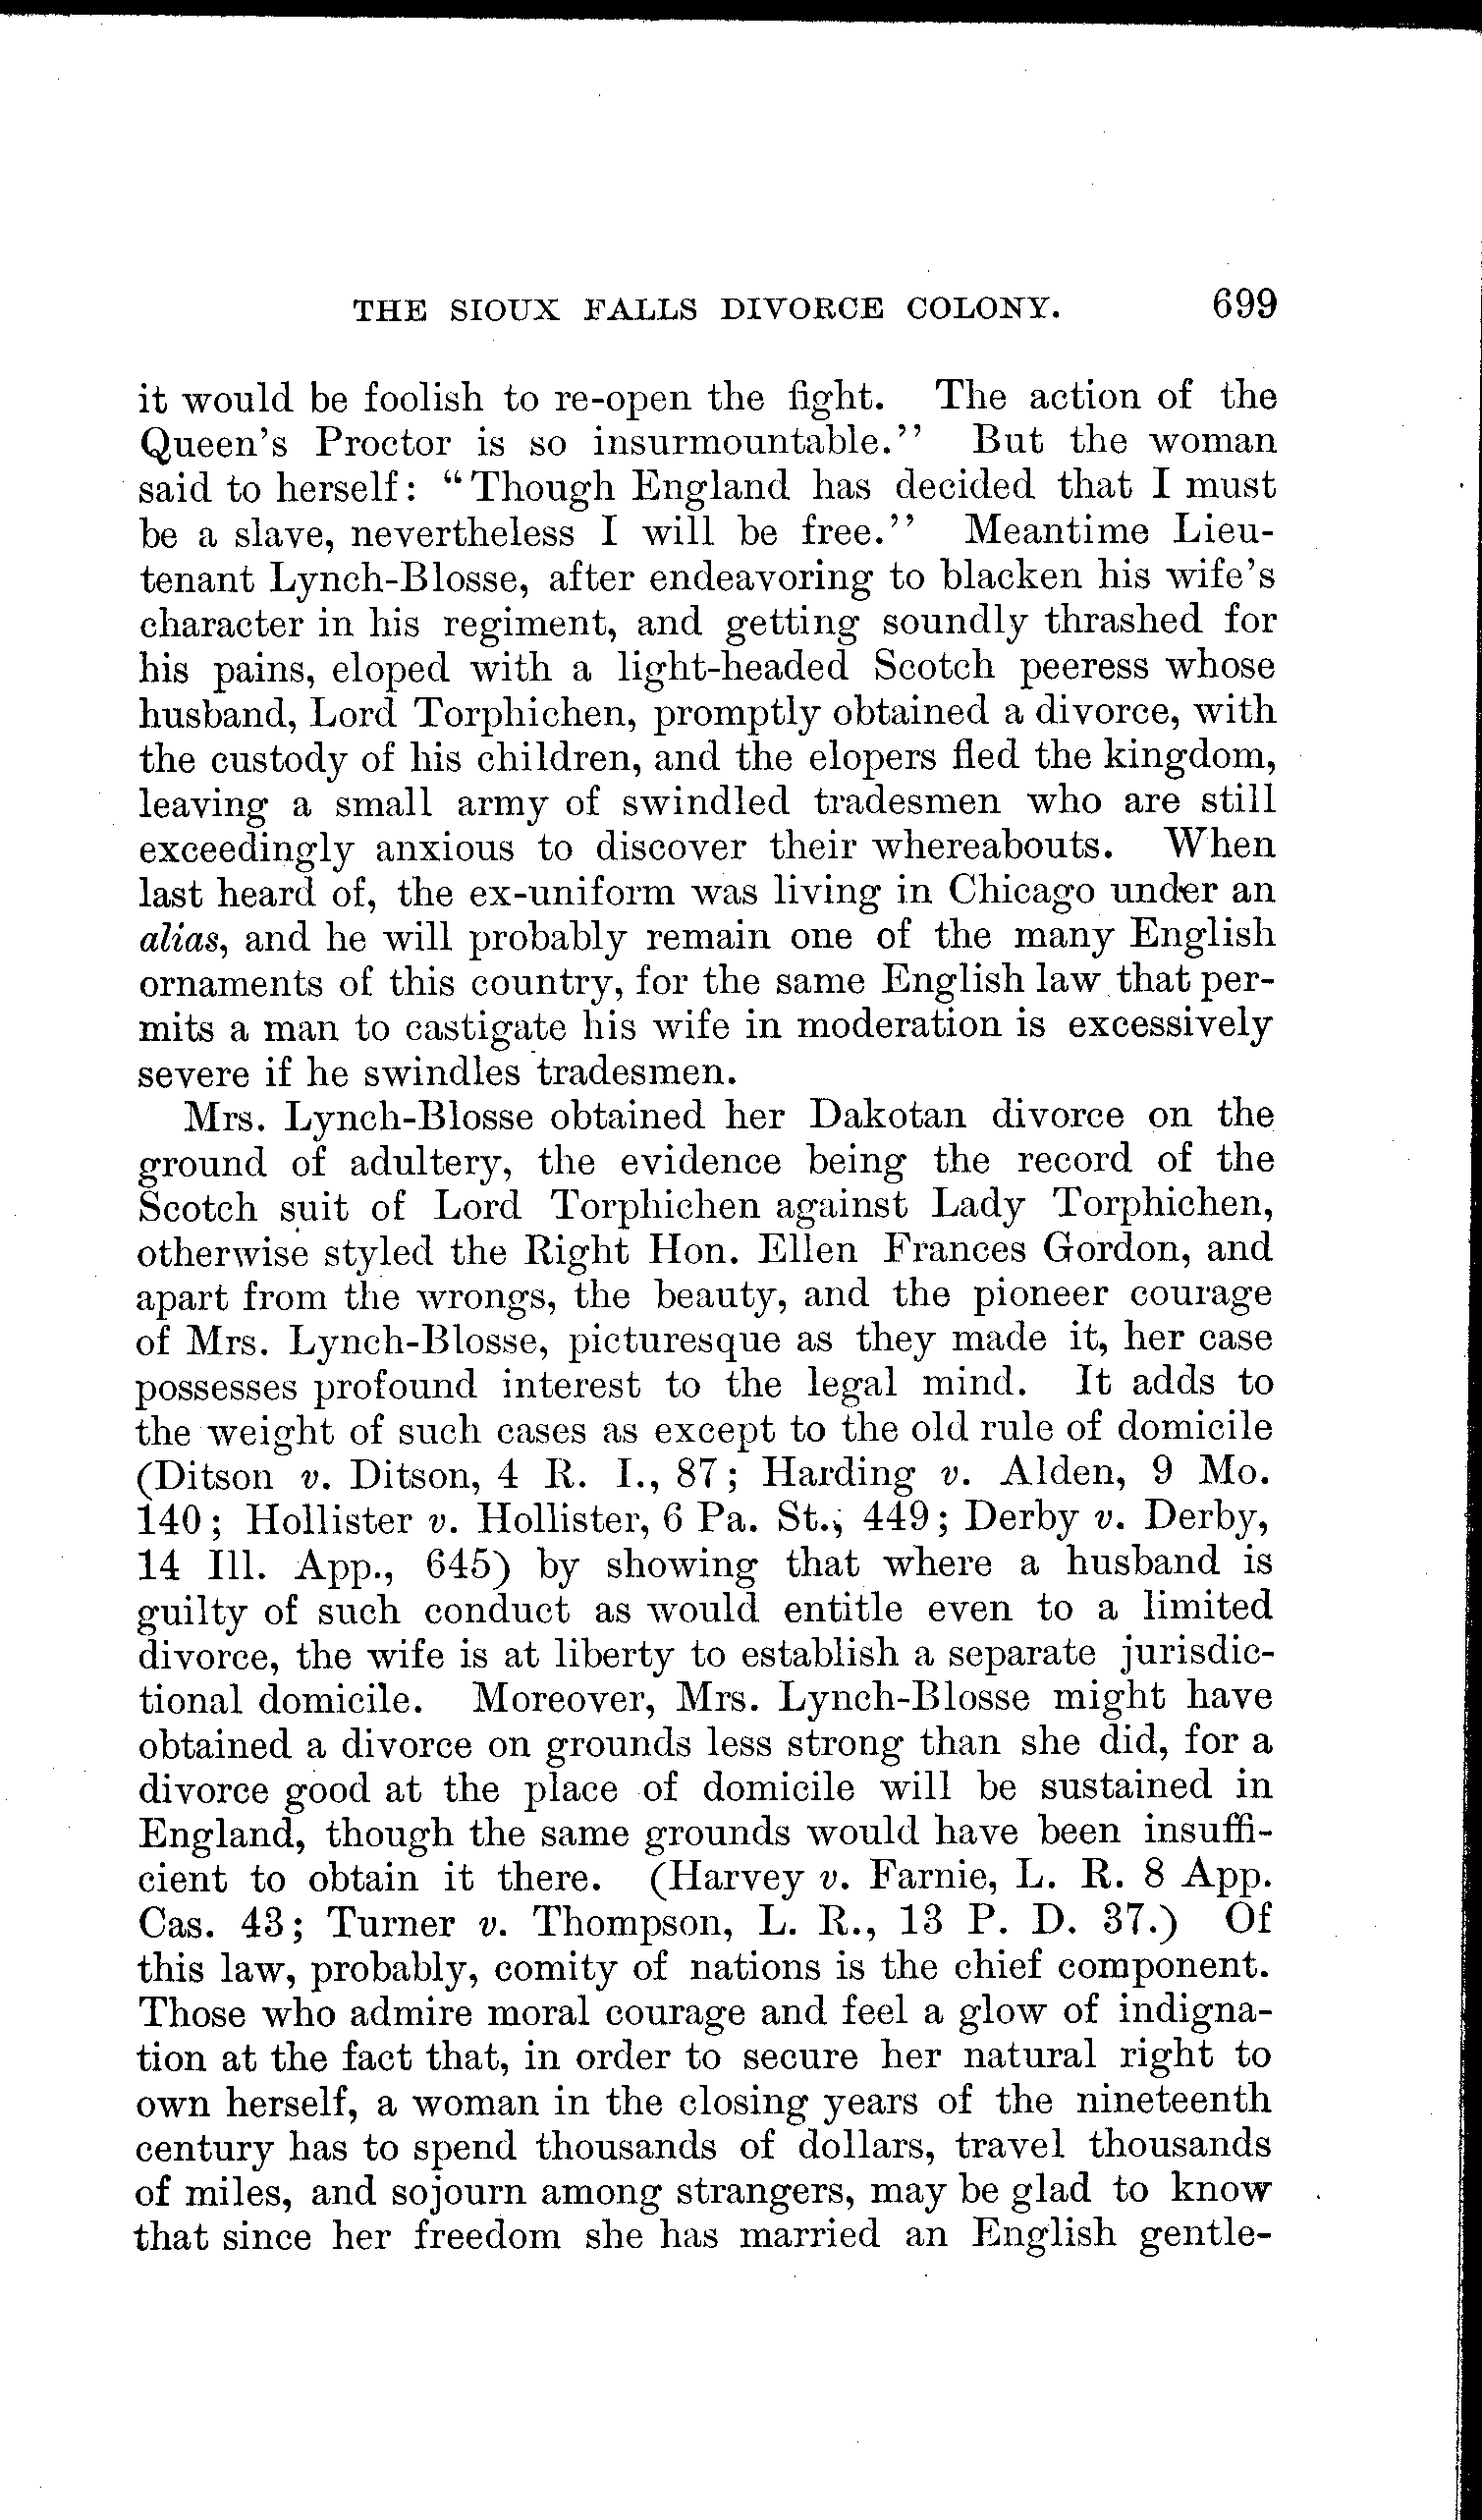 THE SIOUX FALLS DIVORCE COLONY. 699
it would be foolish to re-open the fight. The action of the
Queen's Proctor is so insurmountable.'' But the woman
said to herself: "Though England has decided that I must
be a slave, nevertheless I will be free.'' Meantime Lieu-
tenant Lynch-Blosse, after endeavoring to blacken his wife's
character in his regiment, and getting soundly thrashed for
his pains, eloped with a light-headed Scotch peeress whose
husband, Lord Torphichen, promptly obtained a divorce, with
the custody of his children, and the elopers fled the kingdom,
leaving a small army of swindled tradesmen who are still
exceedingly anxious to discover their whereabouts. When
last heard of, the ex-uniform was living in Chicago under an
alias, and he will probably remain one of the many English
ornaments of this country, for the same English law that per-
mits a man to castigate his wife in moderation is excessively
severe if he swindles tradesmen.
Mrs. Lynch-Blosse obtained her Dakotan divorce on the
ground of adultery, the evidence being the record of the
Scotch suit of Lord Torphichen against Lady Torphichen,
otherwise styled the Right Hon. Ellen Frances Gordon, and
apart from the wrongs, the beauty, and the pioneer courage
of Mrs. Lynch-Blosse, picturesque as they made it, her case
possesses profound interest to the legal mind. It adds to
the weight of such cases as except to the old rule of domicile
(Ditson v. Ditson, 4 R. I., 87; Harding v. Alden, 9 Mo.
140; Hollister v. Hollister, 6 Pa. St., 449; Derby v. Derby,
14 Ill. App., 645) by showing that where a husband is
guilty of such conduct as would entitle even to a limited
divorce, the wife is at liberty to establish a separate jurisdic-
tional domicile. Moreover, Mrs. Lynch-Blosse might have
obtained a divorce on grounds less strong than she did, for a
divorce good at the place of domicile will be sustained in
England, though the same grounds would have been insuffi-
cient to obtain it there. (Harvey v. Farnie, L. R. 8 App.
Cas. 43; Turner v. Thompson, L. R., 13 P. D. 37.) Of
this law, probably, comity of nations is the chief component.
Those who admire moral courage and feel a glow of indigna-
tion at the fact that, in order to secure her natural right to
own herself, a woman in the closing years of the nineteenth
century has to spend thousands of dollars, travel thousands
of miles, and sojourn among strangers, may be glad to know
that since her freedom she has married an English gentle-